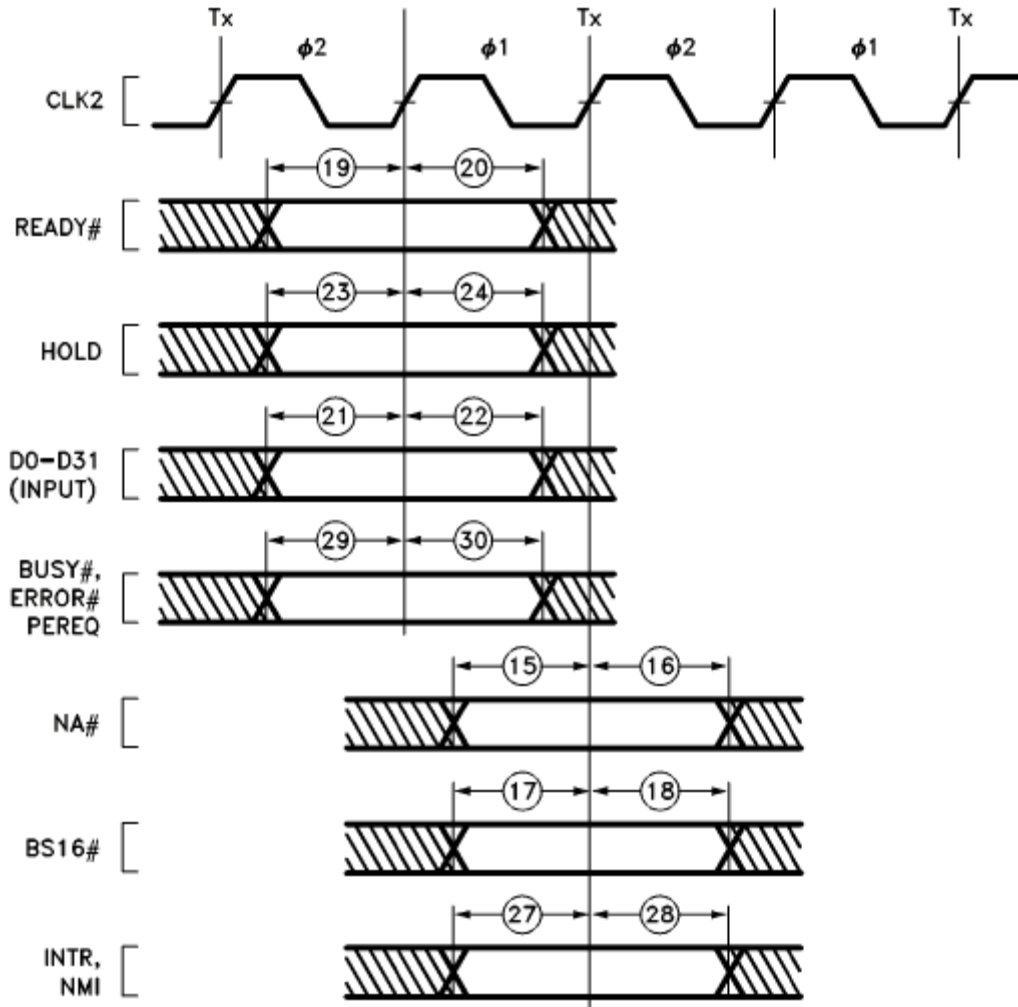 Tx Tx Tx
ϕ2 ϕ1 ϕ2 ϕ1
CLK2
19 20
READY#
23 24
HOLD
21 22
D0-D31
(INPUT)
29 30
BUSY#,
ERROR#
PEREQ
15 16
NA#
17 18
BS16#
27 28
INTR,
NMI